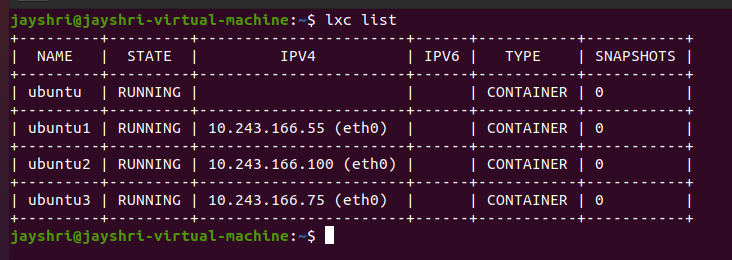 jayshri@jayshri-virtual-machine:~$ lxc list
+---------+---------+-----------------------+------+-----------+-----------+
|  NAME   |  STATE  |         IPV4          | IPV6 |   TYPE    | SNAPSHOTS |
+---------+---------+-----------------------+------+-----------+-----------+
| ubuntu  | RUNNING |                       |      | CONTAINER | 0         |
+---------+---------+-----------------------+------+-----------+-----------+
| ubuntu1 | RUNNING | 10.243.166.55 (eth0)  |      | CONTAINER | 0         |
+---------+---------+-----------------------+------+-----------+-----------+
| ubuntu2 | RUNNING | 10.243.166.100 (eth0) |      | CONTAINER | 0         |
+---------+---------+-----------------------+------+-----------+-----------+
| ubuntu3 | RUNNING | 10.243.166.75 (eth0)  |      | CONTAINER | 0         |
+---------+---------+-----------------------+------+-----------+-----------+
jayshri@jayshri-virtual-machine:~$